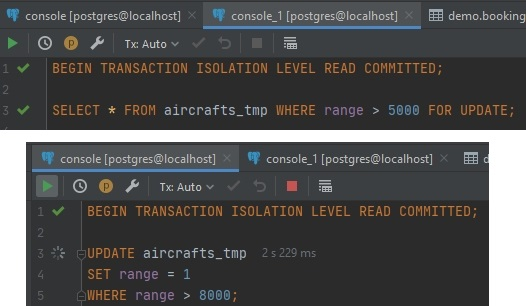 console [postgres@localhost] console_1 [postgres@localhost] demo.booking
P Tx: Auto
1 BEGIN TRANSACTION ISOLATION LEVEL READ COMMITTED;
2
3 SELECT * FROM aircrafts_tmp WHERE range > 5000 FOR UPDATE;
console [postgres@localhost] console_1 [postgres@localhost] d
P Tx: Auto
1 BEGIN TRANSACTION ISOLATION LEVEL READ COMMITTED;
2
3 UPDATE aircrafts_tmp 2 s 229 ms
4 SET range = 1
5 WHERE range > 8000;